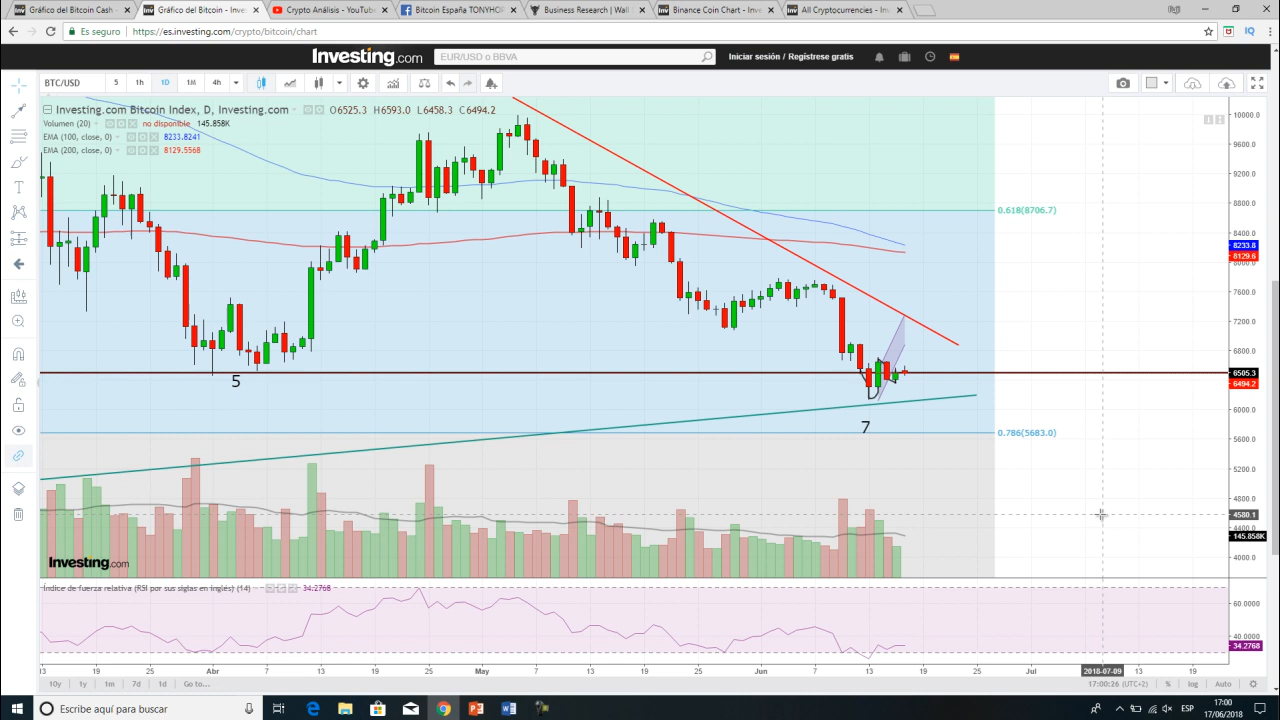 Gráfico del Bitcoin Cash
Gráfico del Bitcoin - Inves
Crypto Análisis - YouTube
Bitcoin España TONYHOP
Business Research | Wall
Binance Coin Chart - Inve
All Cryptocurrencies - Inv
Es seguro
https://es.investing.com/crypto/bitcoin/chart
Investing.com
EUR/USD o BBVA
Iniciar sesión / Regístrese gratis
BTC/USD 5 1h 1D 1M 4h
Investing.com Bitcoin Index, D, Investing.com O6525.3 H6593.0 L6458.3 C6494.2
Volumen (20) no disponible 145.858K
EMA (100, close, 0) 8233.8241
EMA (200, close, 0) 8129.5568
10000.0
9600.0
9200.0
8800.0
0.618(8706.7)
8400.0
8233.8
8129.6
8000.0
7600.0
7200.0
6800.0
6505.3
6494.2
5
6000.0
7
0.786(5683.0)
5600.0
5200.0
4800.0
4580.1
4400.0
145.858K
4000.0
Investing.com
Índice de fuerza relativa (RSI por sus siglas en inglés) (14) 34.2768
60.0000
40.0000
34.2768
13 19 25 Abr 7 13 19 25 May 7 13 19 25 Jun 7 13 19 25 Jul 2018-07-09 13 19
10y 1y 1m 7d 1d Go to...
17:00:26 (UTC+2) % log Auto
Escribe aquí para buscar
ESP
17:00
17/06/2018